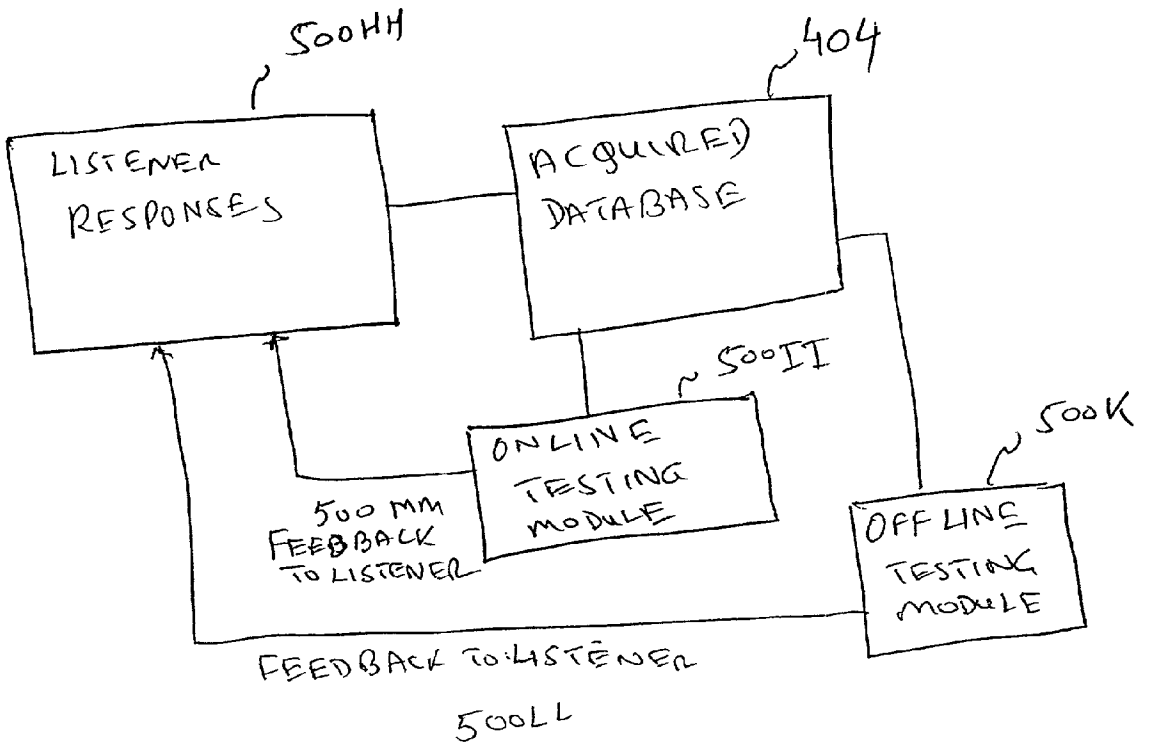 500HH
404
LISTENER
RESPONSES
ACQUIRED
DATABASE
500II
500K
ONLINE
TESTING
MODULE
500 MM
FEEDBACK
TO LISTENER
OFFLINE
TESTING
MODULE
FEEDBACK TO LISTENER
500LL